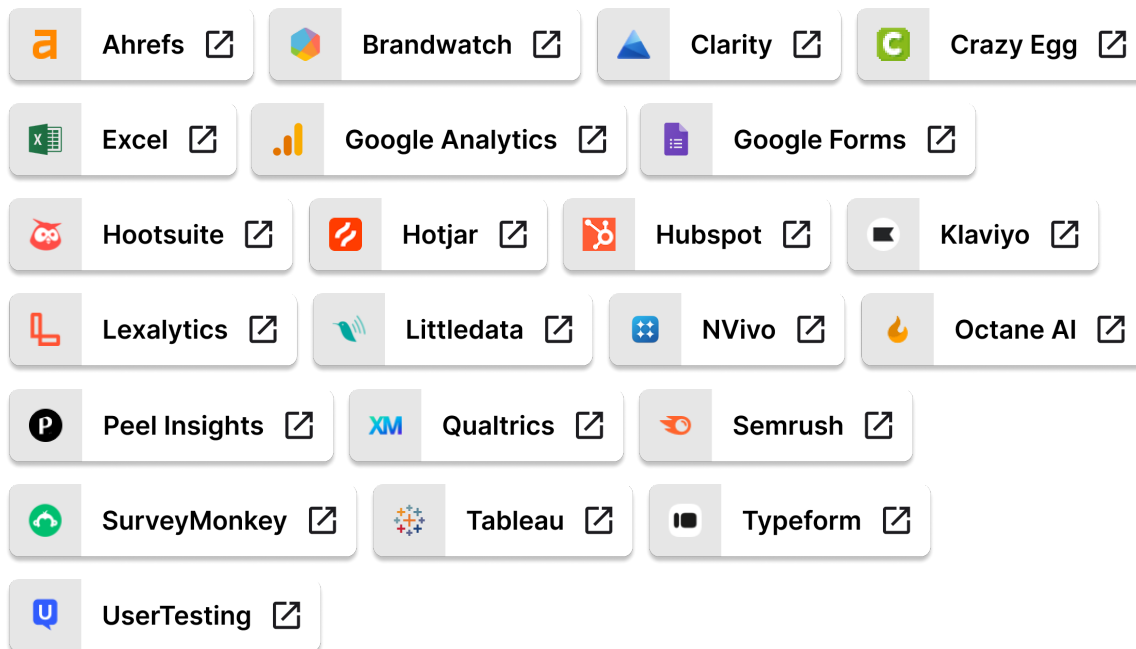 Ahrefs Brandwatch Clarity Crazy Egg
Excel Google Analytics Google Forms
Hootsuite Hotjar Hubspot Klaviyo
Lexalytics Littledata NVivo Octane AI
Peel Insights XM Qualtrics Semrush
SurveyMonkey Tableau Typeform
UserTesting